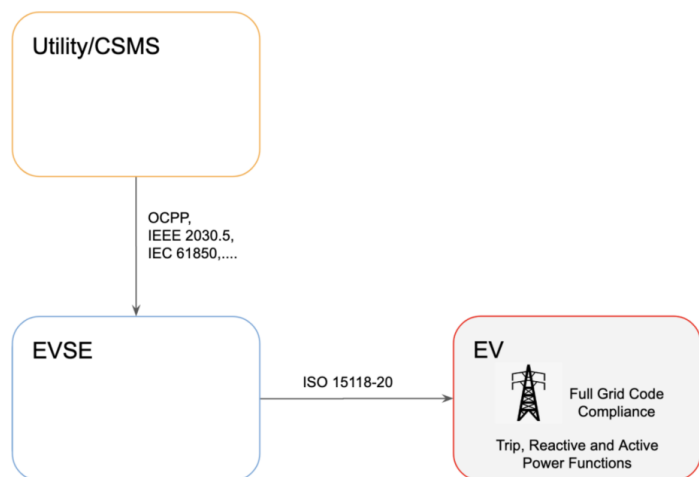 Utility/CSMS
OCPP,
IEEE 2030.5,
IEC 61850,....
EVSE
ISO 15118-20
EV
Full Grid Code
Compliance
Trip, Reactive and Active
Power Functions